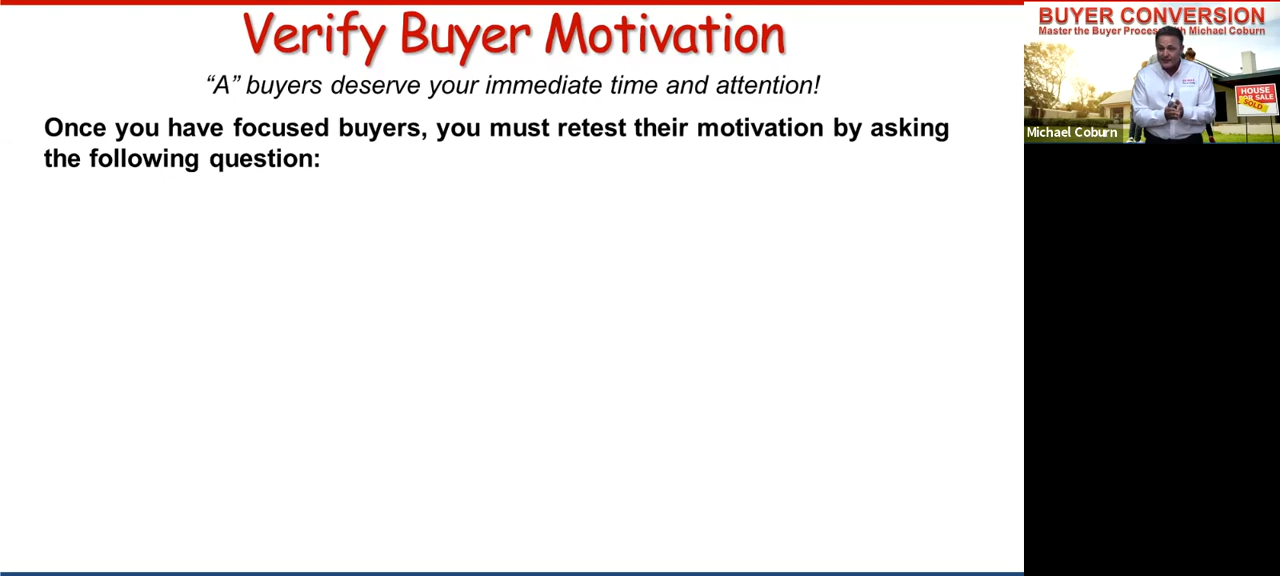 Verify Buyer Motivation
“A” buyers deserve your immediate time and attention!
Once you have focused buyers, you must retest their motivation by asking
the following question:
BUYER CONVERSION
Master the Buyer Process Michael Coburn
HOUSE
FOR SALE
SOLD
Michael Coburn